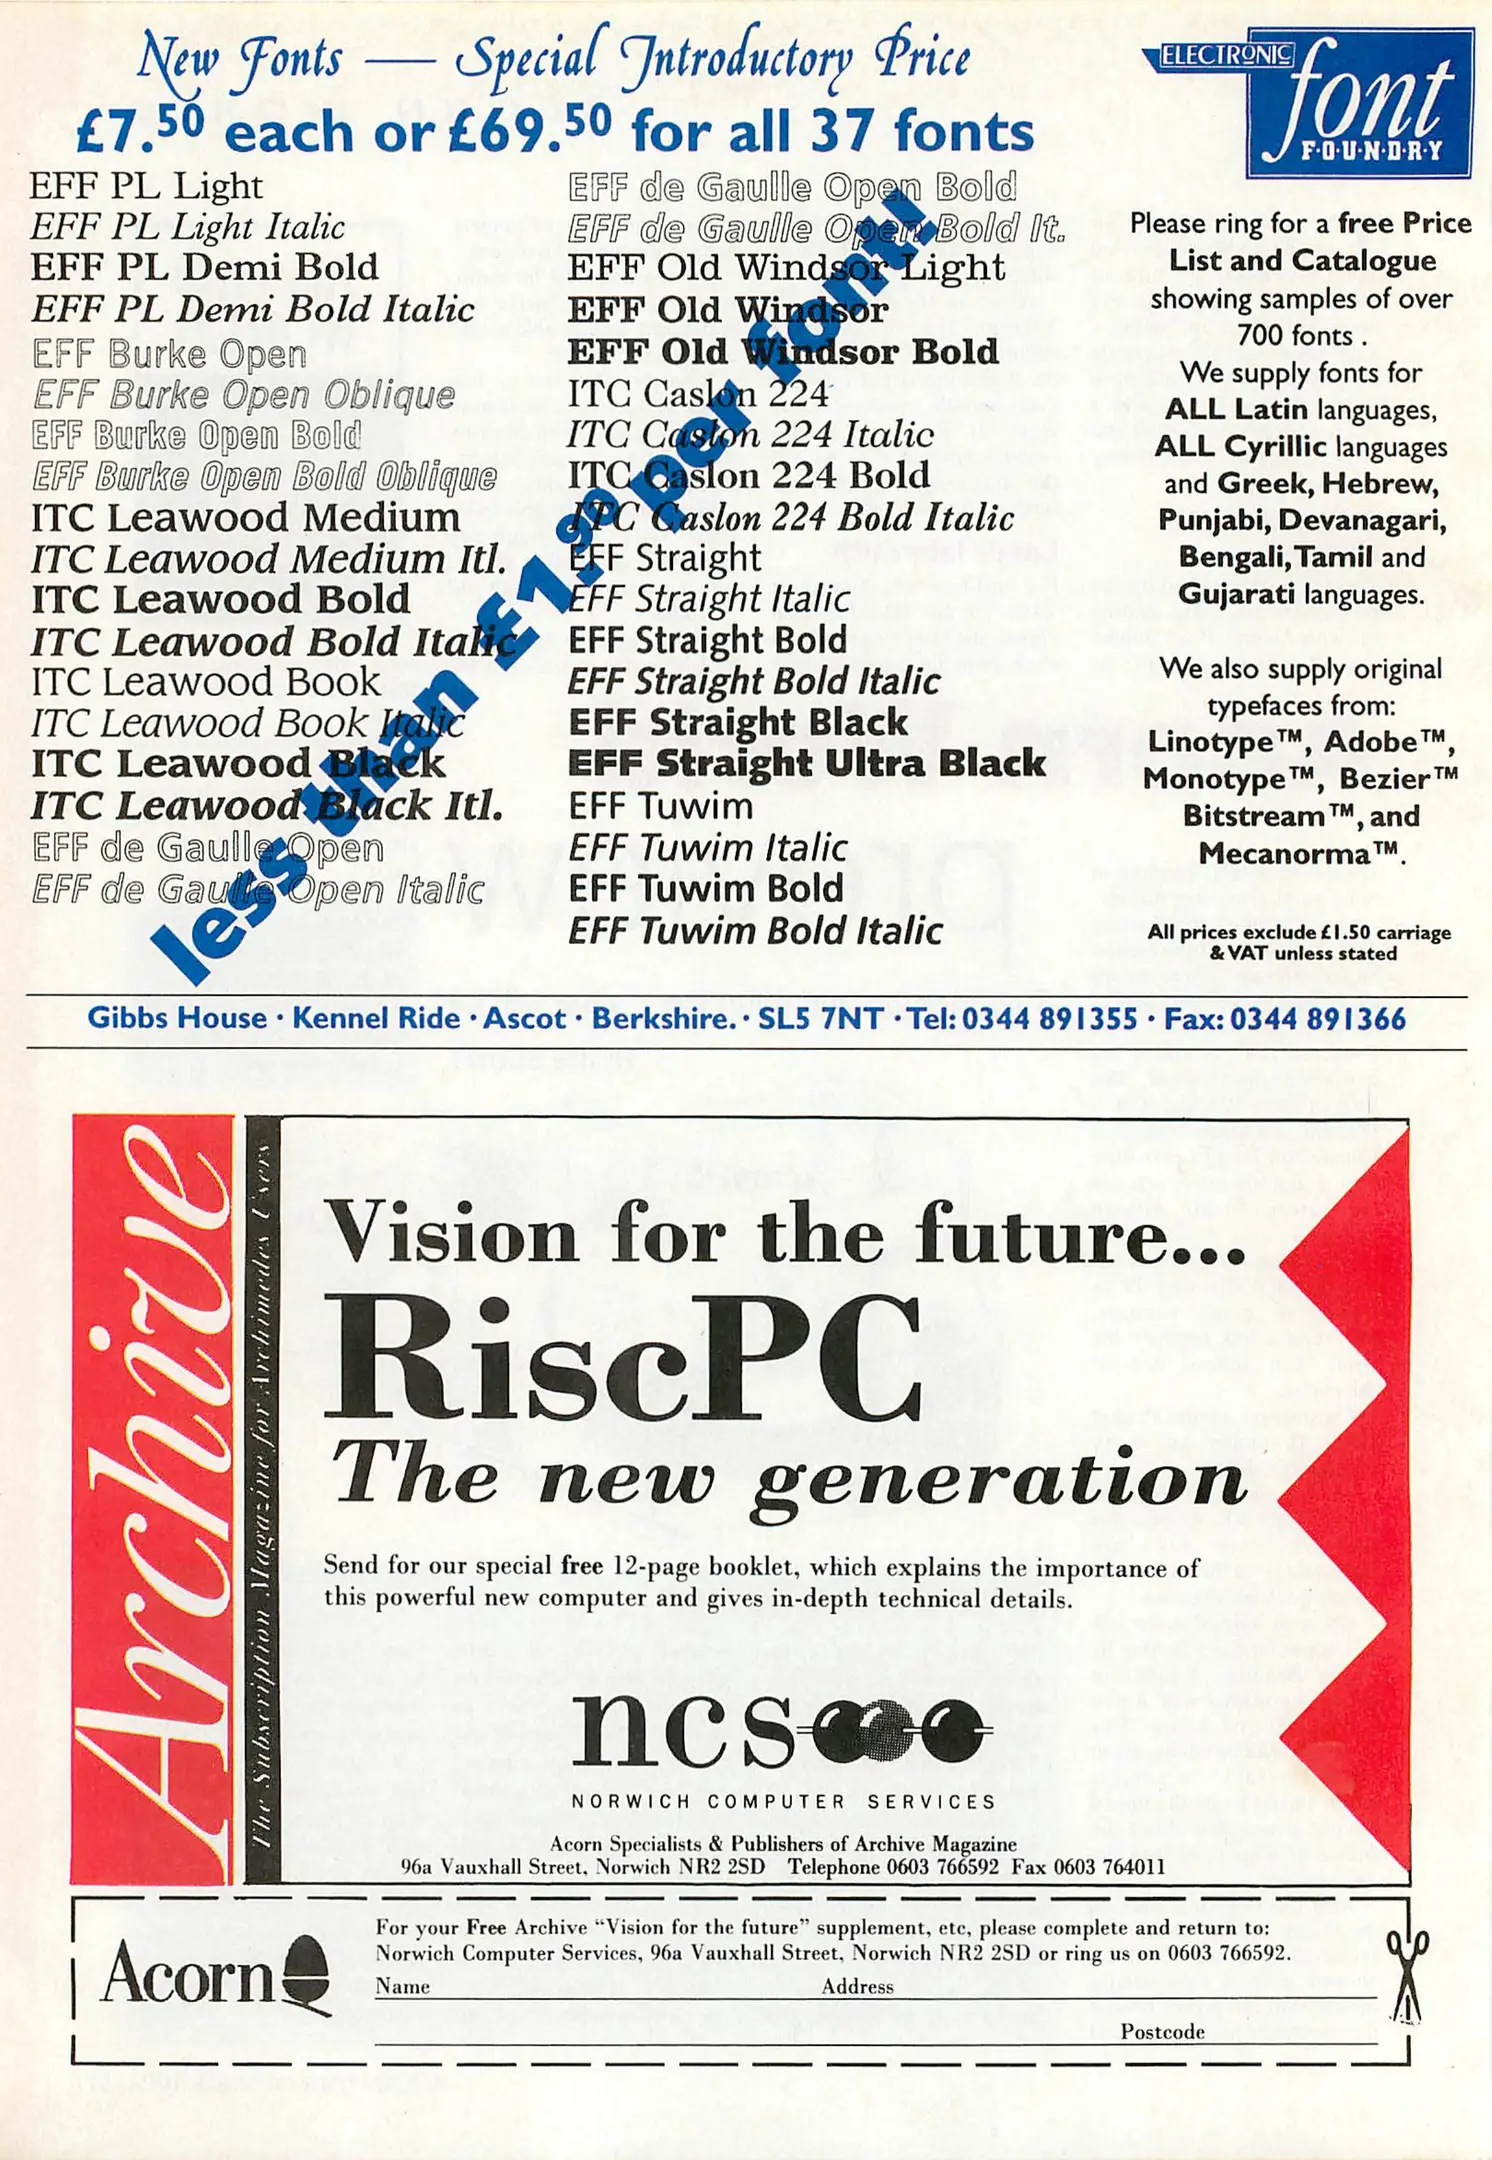 New Fonts — Special Introductory Price
£7.50 each or £69.50 for all 37 fonts
EFF PL Light
EFF PL Light Italic
EFF PL Demi Bold
EFF PL Demi Bold Italic
EFF Burke Open
EFF Burke Open Oblique
EFF Burke Open Bold
EFF Burke Open Bold Oblique
ITC Leawood Medium
ITC Leawood Medium Itl.
ITC Leawood Bold
ITC Leawood Bold Italic
ITC Leawood Book
ITC Leawood Book Italic
ITC Leawood Black
ITC Leawood Black Itl.
EFF de Gaulle Open
EFF de Gaulle Open Italic
EFF de Gaulle Open Bold
EFF de Gaulle Open Bold It.
EFF Old Windsor Light
EFF Old Windsor
EFF Old Windsor Bold
ITC Caslon 224
ITC Caslon 224 Italic
ITC Caslon 224 Bold
ITC Caslon 224 Bold Italic
EFF Straight
EFF Straight Italic
EFF Straight Bold
EFF Straight Bold Italic
EFF Straight Black
EFF Straight Ultra Black
EFF Tuwim
EFF Tuwim Italic
EFF Tuwim Bold
EFF Tuwim Bold Italic
less than £1.90 per font!
ELECTRONIC
font
F·O·U·N·D·R·Y
Please ring for a free Price
List and Catalogue
showing samples of over
700 fonts .
We supply fonts for
ALL Latin languages,
ALL Cyrillic languages
and Greek, Hebrew,
Punjabi, Devanagari,
Bengali, Tamil and
Gujarati languages.
We also supply original
typefaces from:
Linotype™, Adobe™,
Monotype™, Bezier™
Bitstream™, and
Mecanorma™.
All prices exclude £1.50 carriage
& VAT unless stated
Gibbs House · Kennel Ride · Ascot · Berkshire. · SL5 7NT · Tel: 0344 891355 · Fax: 0344 891366
Archive
The Subscription Magazine for Archimedes Users
Vision for the future...
RiscPC
The new generation
Send for our special free 12-page booklet, which explains the importance of
this powerful new computer and gives in-depth technical details.
ncs
NORWICH COMPUTER SERVICES
Acorn Specialists & Publishers of Archive Magazine
96a Vauxhall Street, Norwich NR2 2SD Telephone 0603 766592 Fax 0603 764011
Acorn
For your Free Archive "Vision for the future" supplement, etc, please complete and return to:
Norwich Computer Services, 96a Vauxhall Street, Norwich NR2 2SD or ring us on 0603 766592.
Name Address
Postcode